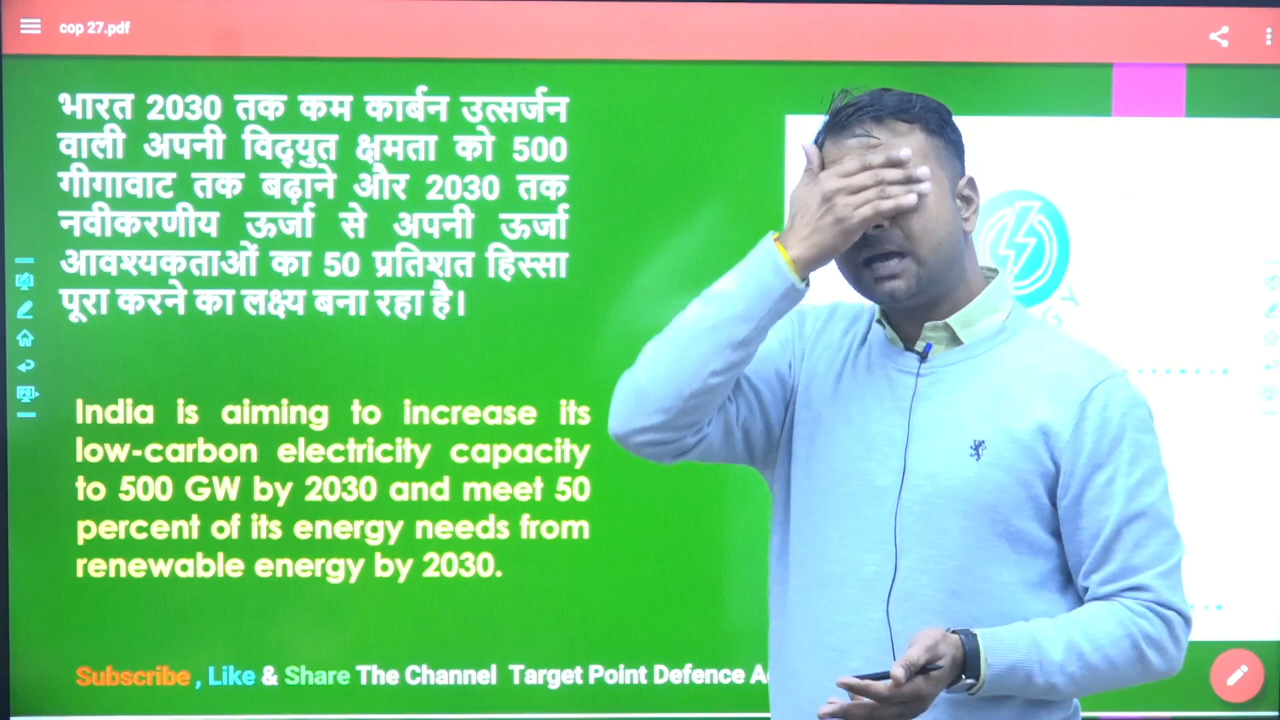 cop 27.pdf
भारत 2030 तक कम कार्बन उत्सर्जन
वाली अपनी विद्युत क्षमता को 500
गीगावाट तक बढ़ाने और 2030 तक
नवीकरणीय ऊर्जा से अपनी ऊर्जा
आवश्यकताओं का 50 प्रतिशत हिस्सा
पूरा करने का लक्ष्य बना रहा है।
India is aiming to increase its
low-carbon electricity capacity
to 500 GW by 2030 and meet 50
percent of its energy needs from
renewable energy by 2030.
Subscribe , Like & Share The Channel Target Point Defence